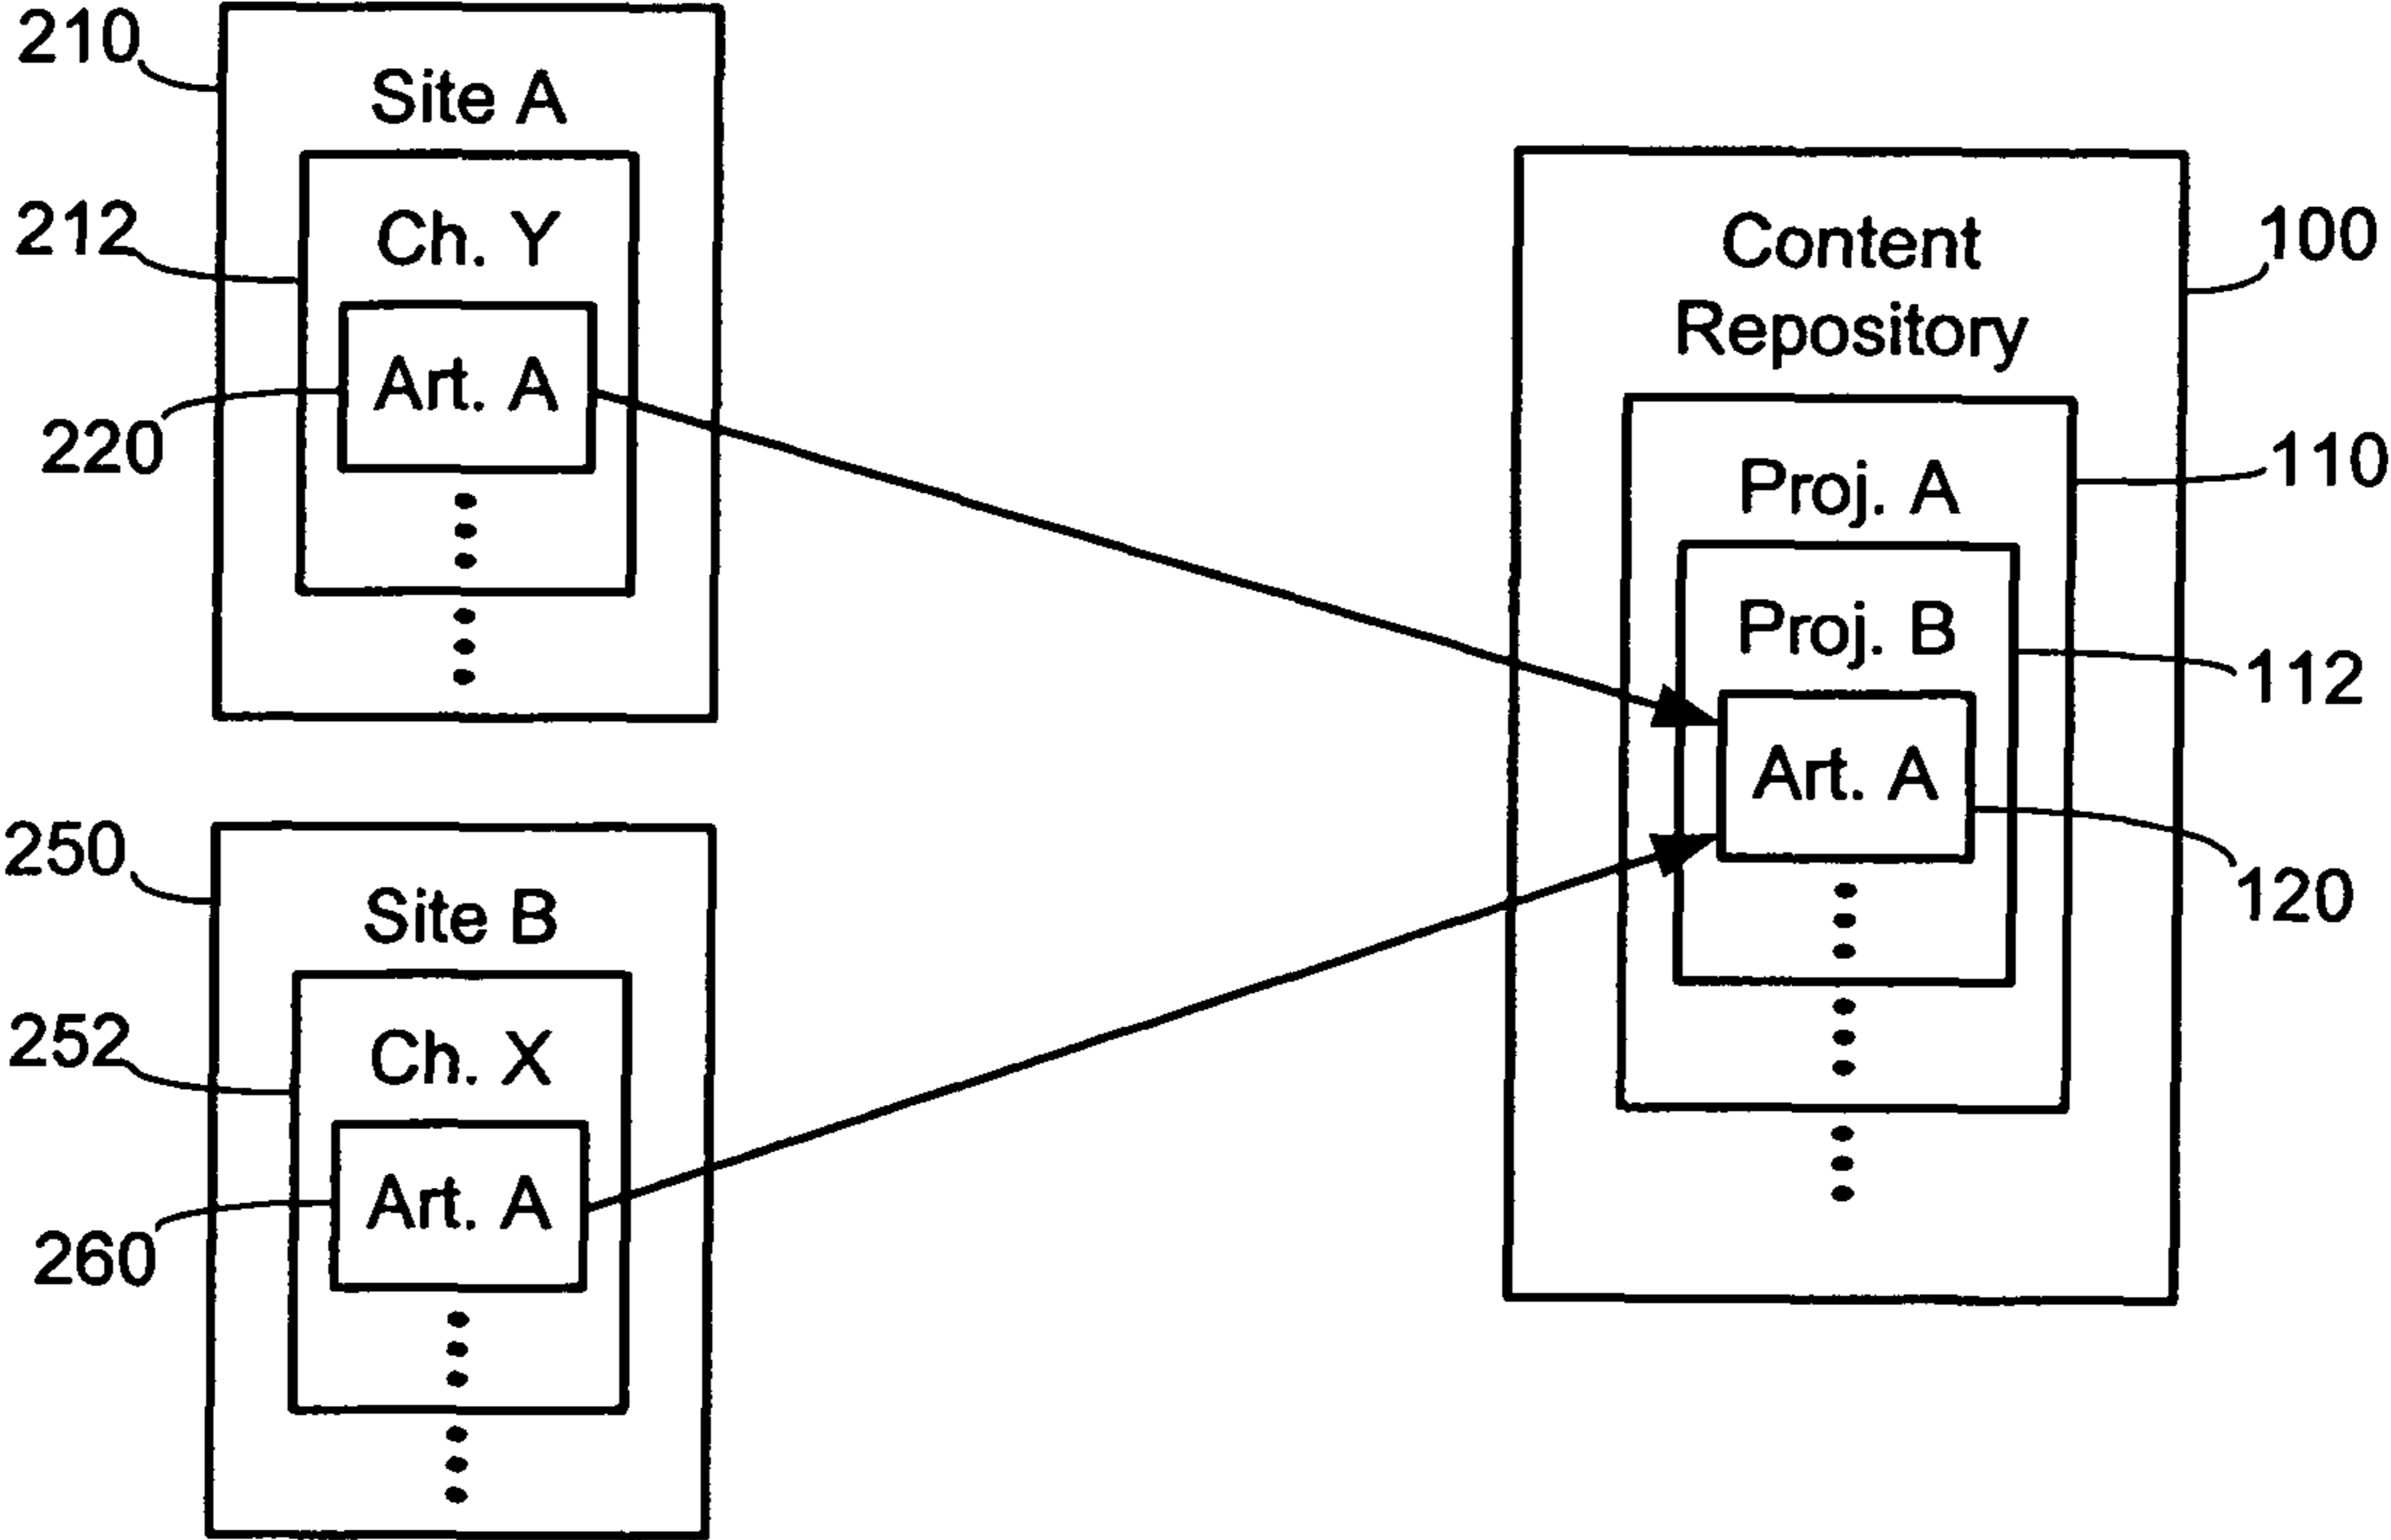 210
Site A
212
Ch. Y
Art. A
220
250
Site B
252
Ch. X
Art. A
260
Content
Repository
100
Proj. A
110
Proj. B
112
Art. A
120